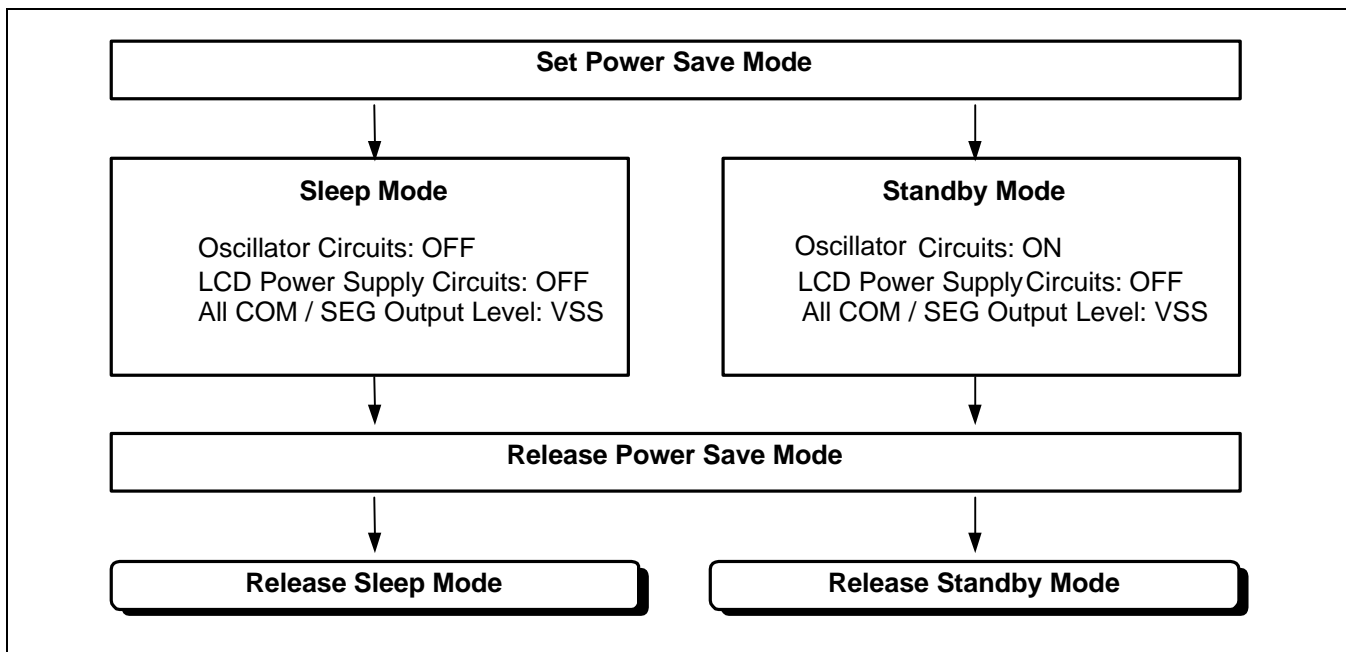 Set Power Save Mode
Sleep Mode
Oscillator Circuits: OFF
LCD Power Supply Circuits: OFF
All COM / SEG Output Level: VSS
Standby Mode
Oscillator Circuits: ON
LCD Power Supply Circuits: OFF
All COM / SEG Output Level: VSS
Release Power Save Mode
Release Sleep Mode
Release Standby Mode